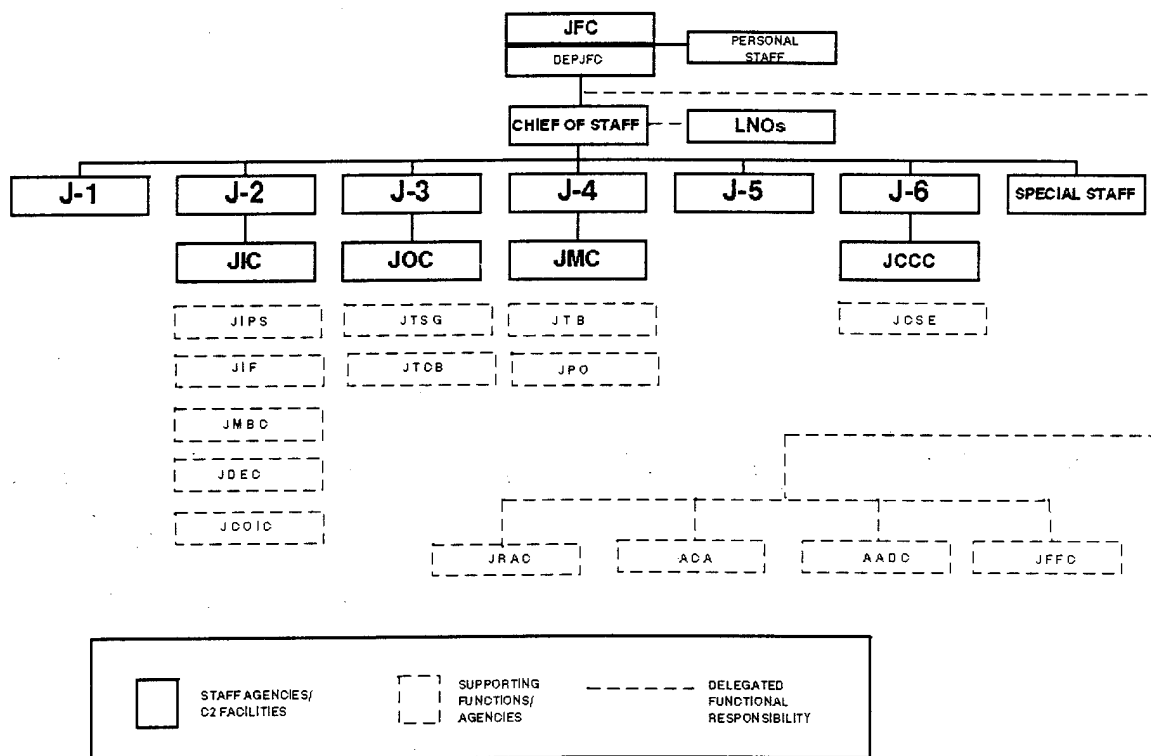 JFC
PERSONAL
STAFF
DEPJFC
CHIEF OF STAFF
LNOs
J-1
J-2
J-3
J-4
J-5
J-6
SPECIAL STAFF
JIC
JOC
JMC
JCCC
JIPS
JTSG
JTB
JCSE
JIF
JTCB
JPO
JMBC
JDEC
JCOIC
JRAC
ACA
AADC
JFFC
STAFF AGENCIES/
C2 FACILITIES
SUPPORTING
FUNCTIONS/
AGENCIES
DELEGATED
FUNCTIONAL
RESPONSIBILITY